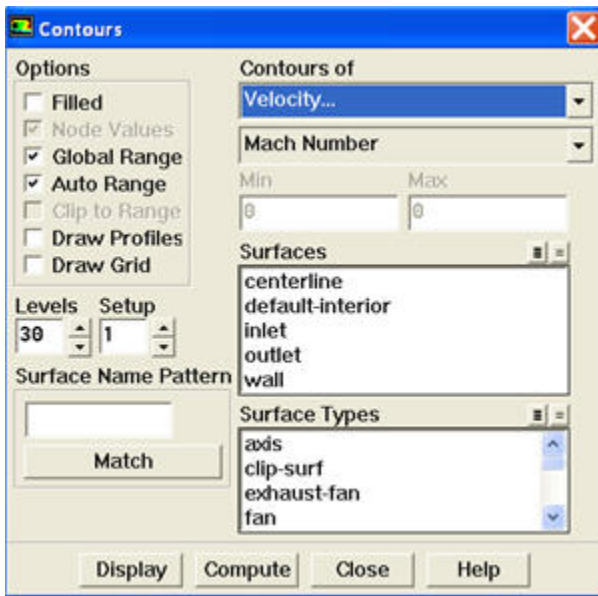 Contours
Options
Filled
Node Values
Global Range
Auto Range
Clip to Range
Draw Profiles
Draw Grid
Levels Setup
30 1
Surface Name Pattern
Match
Contours of
Velocity...
Mach Number
Min Max
0 0
Surfaces
centerline
default-interior
inlet
outlet
wall
Surface Types
axis
clip-surf
exhaust-fan
fan
Display Compute Close Help